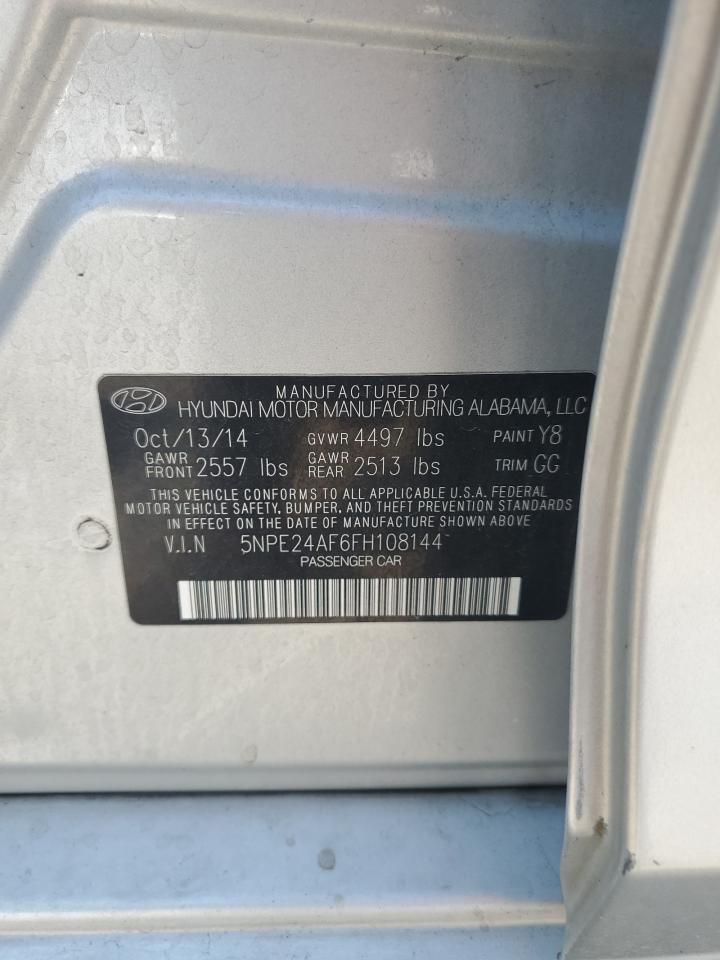 MANUFACTURED BY
HYUNDAI MOTOR MANUFACTURING ALABAMA, LLC
Oct/13/14 GVWR 4497 lbs PAINT Y8
GAWR FRONT 2557 lbs GAWR REAR 2513 lbs TRIM GG
THIS VEHICLE CONFORMS TO ALL APPLICABLE U.S.A. FEDERAL
MOTOR VEHICLE SAFETY, BUMPER, AND THEFT PREVENTION STANDARDS
IN EFFECT ON THE DATE OF MANUFACTURE SHOWN ABOVE
V.I.N 5NPE24AF6FH108144
PASSENGER CAR